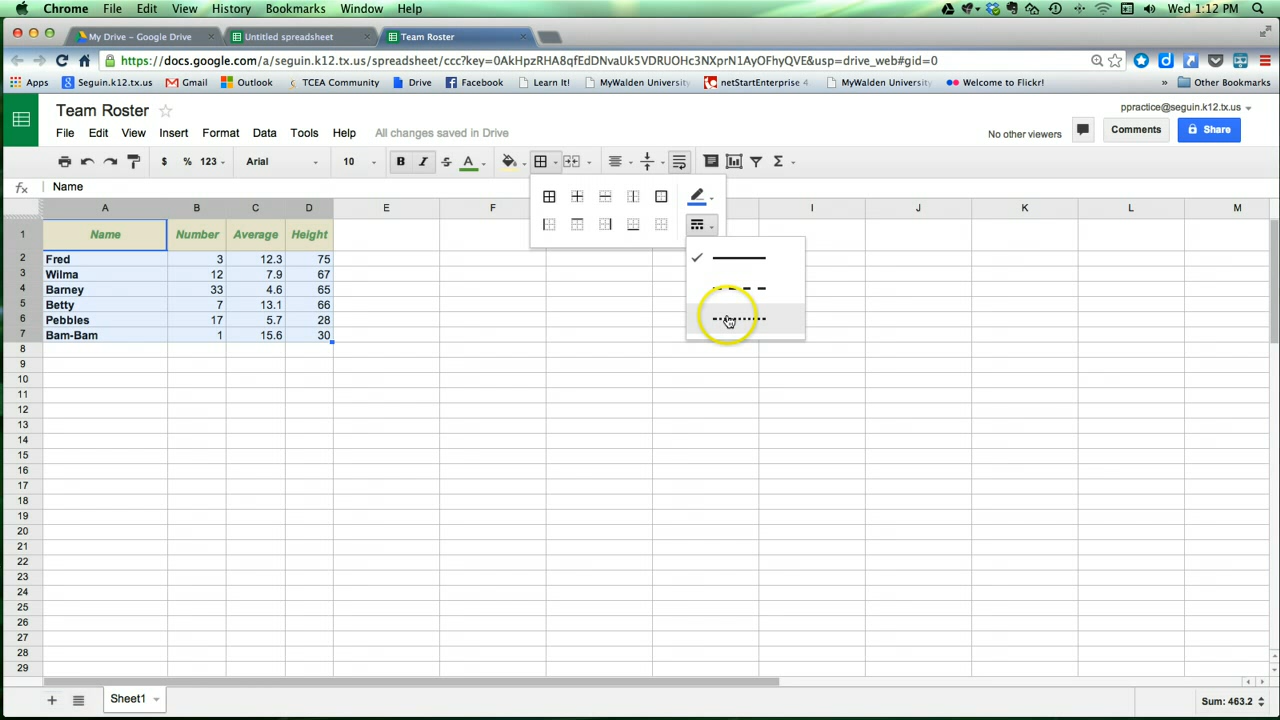 Chrome File Edit View History Bookmarks Window Help Wed 1:12 PM
My Drive - Google Drive Untitled spreadsheet Team Roster
https://docs.google.com/a/seguin.k12.tx.us/spreadsheet/ccc?key=0AkHpzRHA8qfEdDNvaUk5VDRUOHc3NXprN1AyOFhyQVE&usp=drive_web#gid=0
Apps Seguin.k12.tx.us Gmail Outlook TCEA Community Drive Facebook Learn It! MyWalden University netStartEnterprise 4 MyWalden University Welcome to Flickr! » Other Bookmarks
Team Roster ppractice@seguin.k12.tx.us
File Edit View Insert Format Data Tools Help All changes saved in Drive No other viewers Comments Share
$ % 123 Arial 10 B I S A Σ
fx Name
A B C D E F I J K L M
1 Name Number Average Height
2 Fred 3 12.3 75
3 Wilma 12 7.9 67
4 Barney 33 4.6 65
5 Betty 7 13.1 66
6 Pebbles 17 5.7 28
7 Bam-Bam 1 15.6 30
8
9
10
11
12
13
14
15
16
17
18
19
20
21
22
23
24
25
26
27
28
29
+ Sheet1 Sum: 463.2